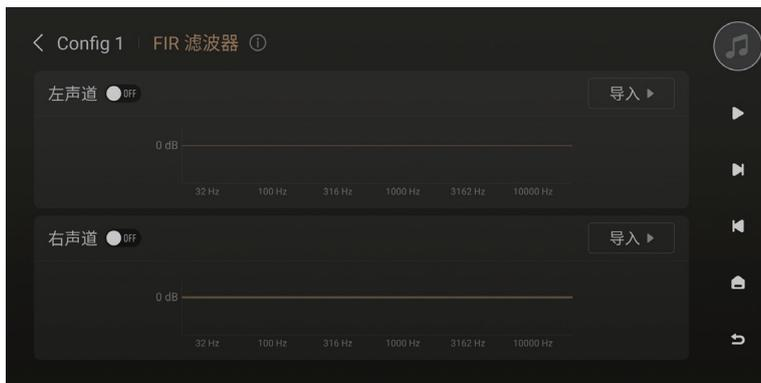 Config 1 FIR 滤波器
左声道 OFF 导入
0 dB
32 Hz 100 Hz 316 Hz 1000 Hz 3162 Hz 10000 Hz
右声道 OFF 导入
0 dB
32 Hz 100 Hz 316 Hz 1000 Hz 3162 Hz 10000 Hz